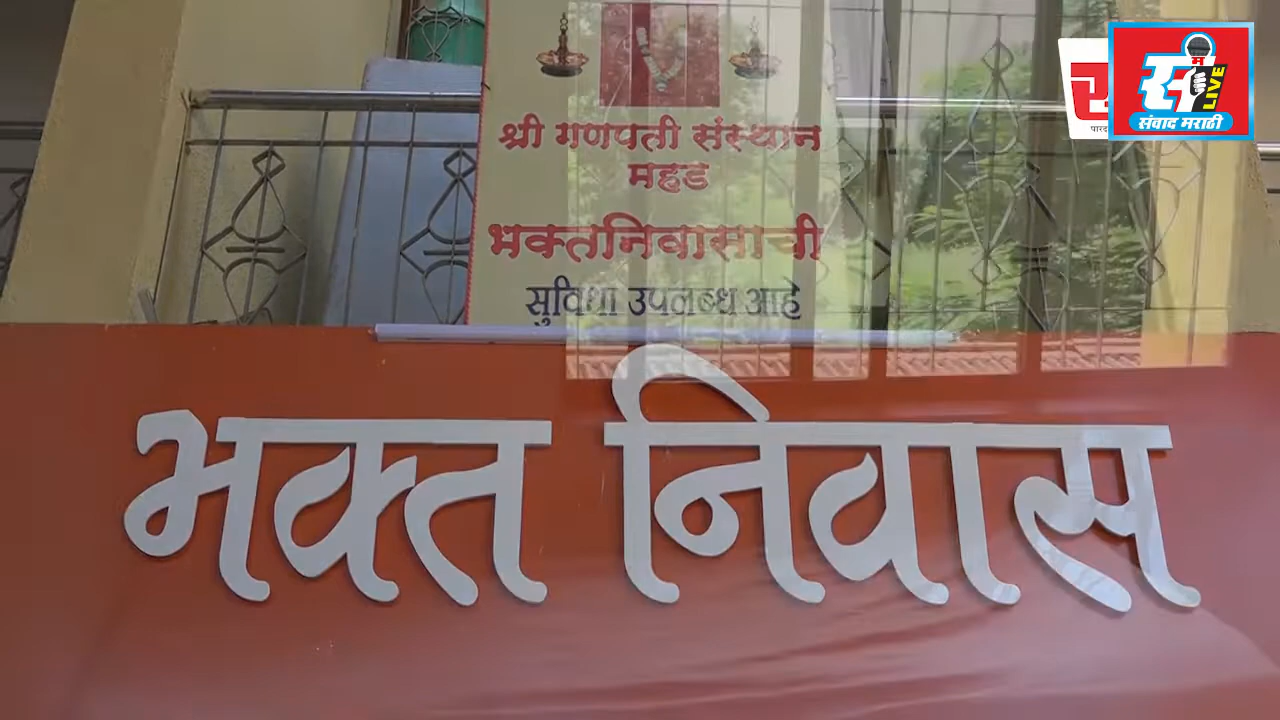 श्री गणपती संस्थान
महड
भक्तनिवासाची
सुविधा उपलब्ध आहे
भक्त निवास
स
म
LIVE
संवाद मराठी